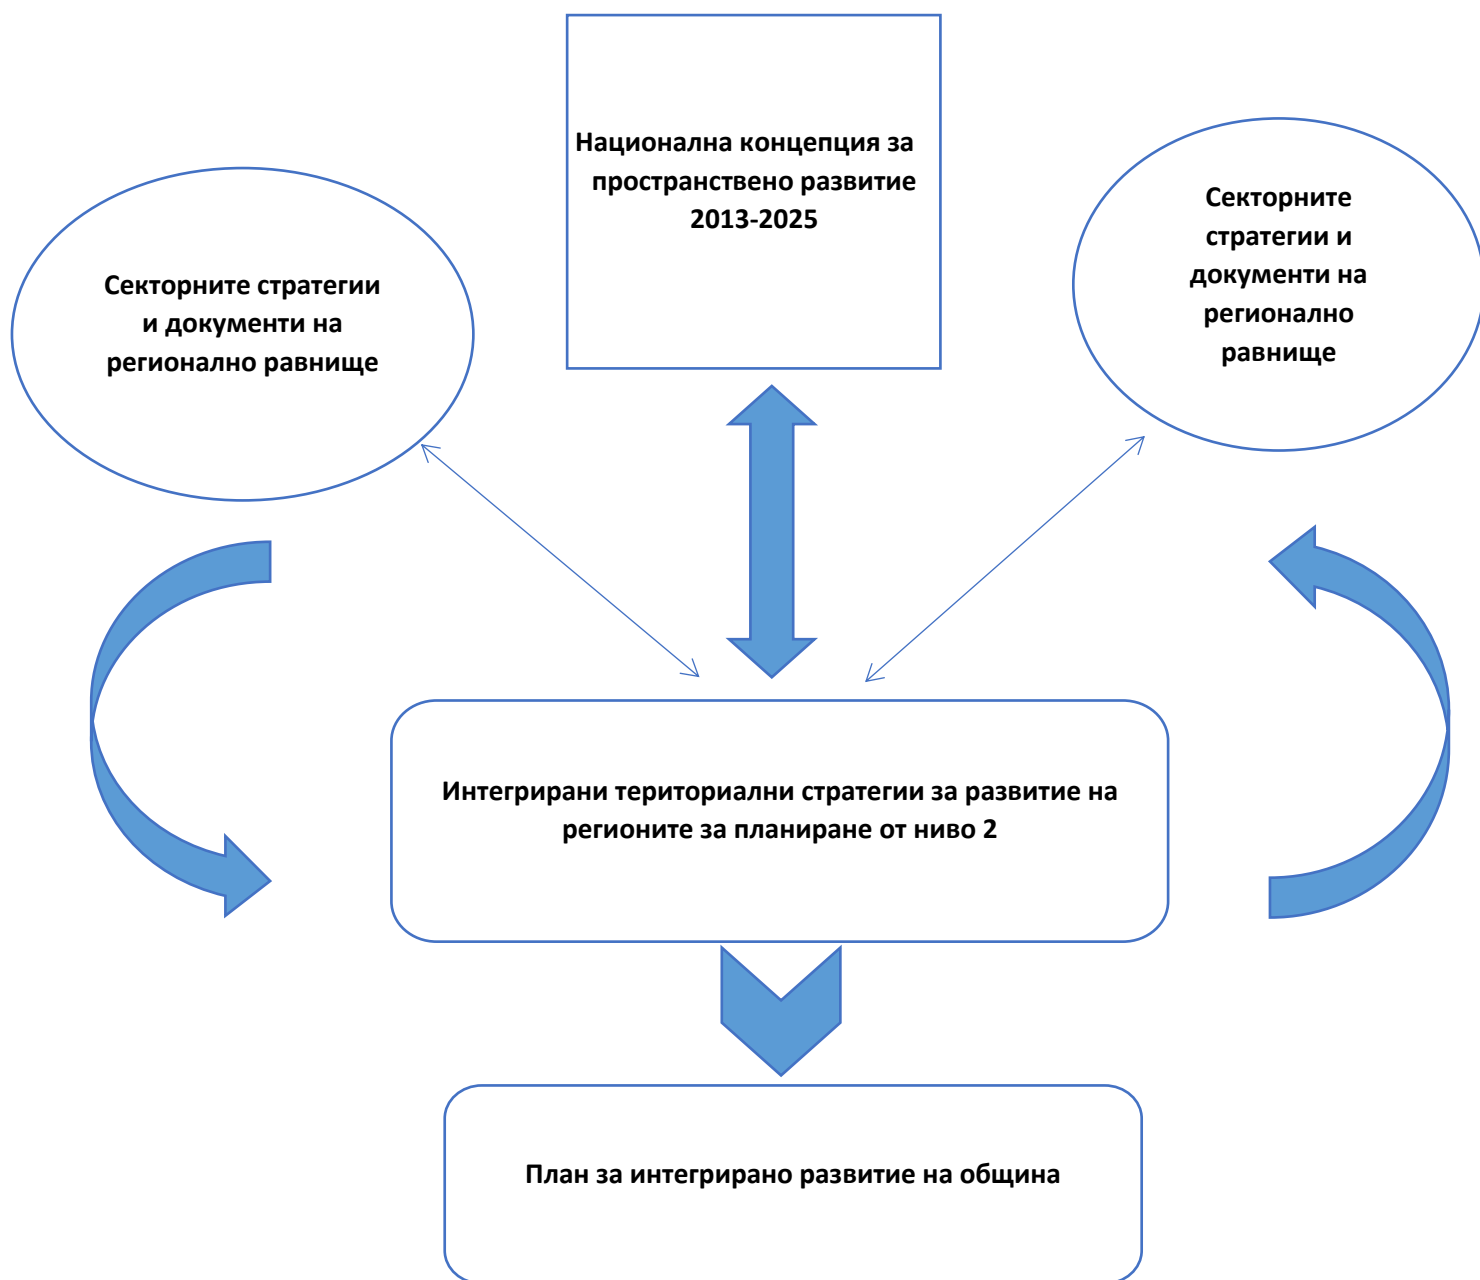 Национална концепция за
пространствено развитие
2013-2025
Секторните стратегии
и документи на
регионално равнище
Секторните
стратегии и
документи на
регионално
равнище
Интегрирани териториални стратегии за развитие на
регионите за планиране от ниво 2
План за интегрирано развитие на община